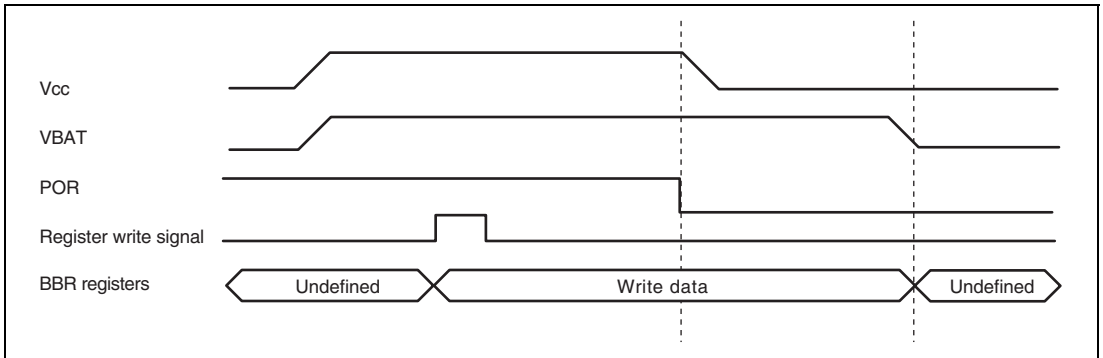 Vcc
VBAT
POR
Register write signal
BBR registers Undefined Write data Undefined